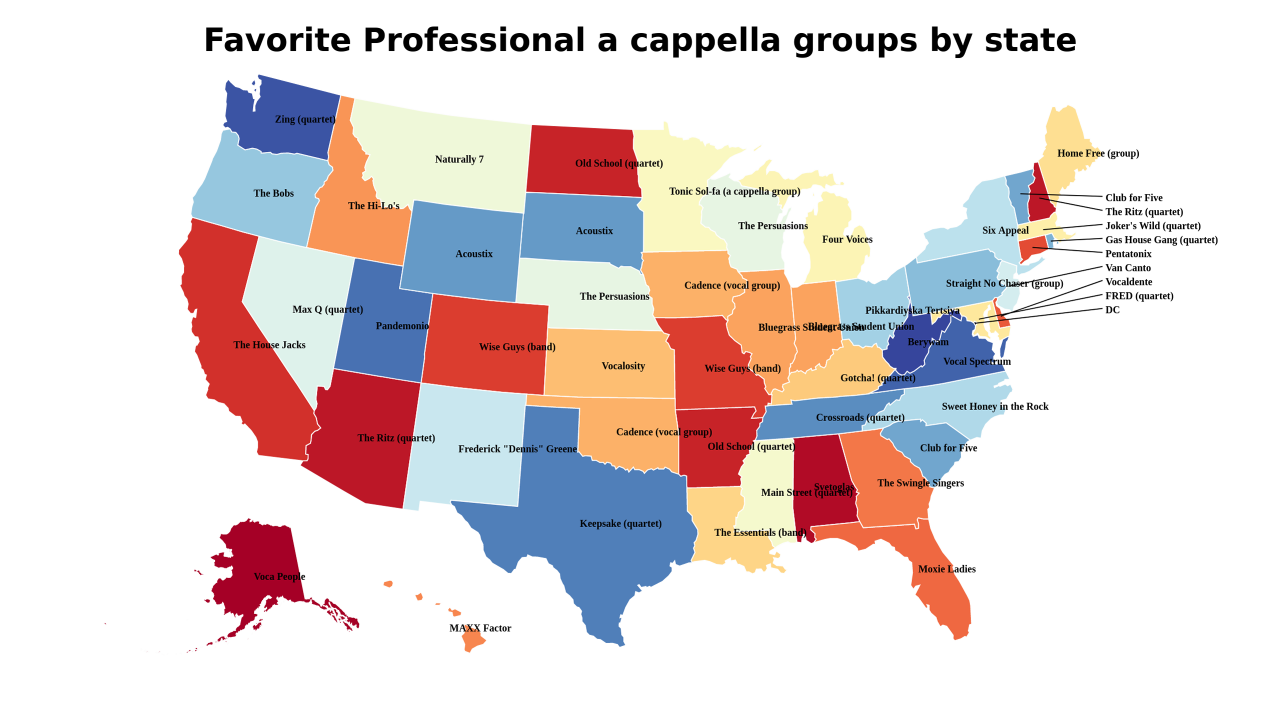 Favorite Professional a cappella groups by state
Zing (quartet)
Home Free (group)
Naturally 7
Old School (quartet)
Tonic Sol-fa (a cappella group)
The Bobs
The Hi-Lo's
Club for Five
The Ritz (quartet)
Joker's Wild (quartet)
Gas House Gang (quartet)
Pentatonix
Van Canto
Vocaldente
FRED (quartet)
DC
The Persuasions
Four Voices
Acoustix
Six Appeal
Acoustix
Straight No Chaser (group)
Cadence (vocal group)
The Persuasions
Max Q (quartet)
Pikkardiyska Tertsiya
Pandemonio
Bluegrass Student Union
Bluegrass Student Union
The House Jacks
Wise Guys (band)
Berywam
Vocal Spectrum
Vocalosity
Wise Guys (band)
Gotcha! (quartet)
Sweet Honey in the Rock
Crossroads (quartet)
The Ritz (quartet)
Cadence (vocal group)
Frederick "Dennis" Greene
Old School (quartet)
Club for Five
The Swingle Singers
Svetoglas
Main Street (quartet)
Keepsake (quartet)
The Essentials (band)
Moxie Ladies
Voca People
MAXX Factor